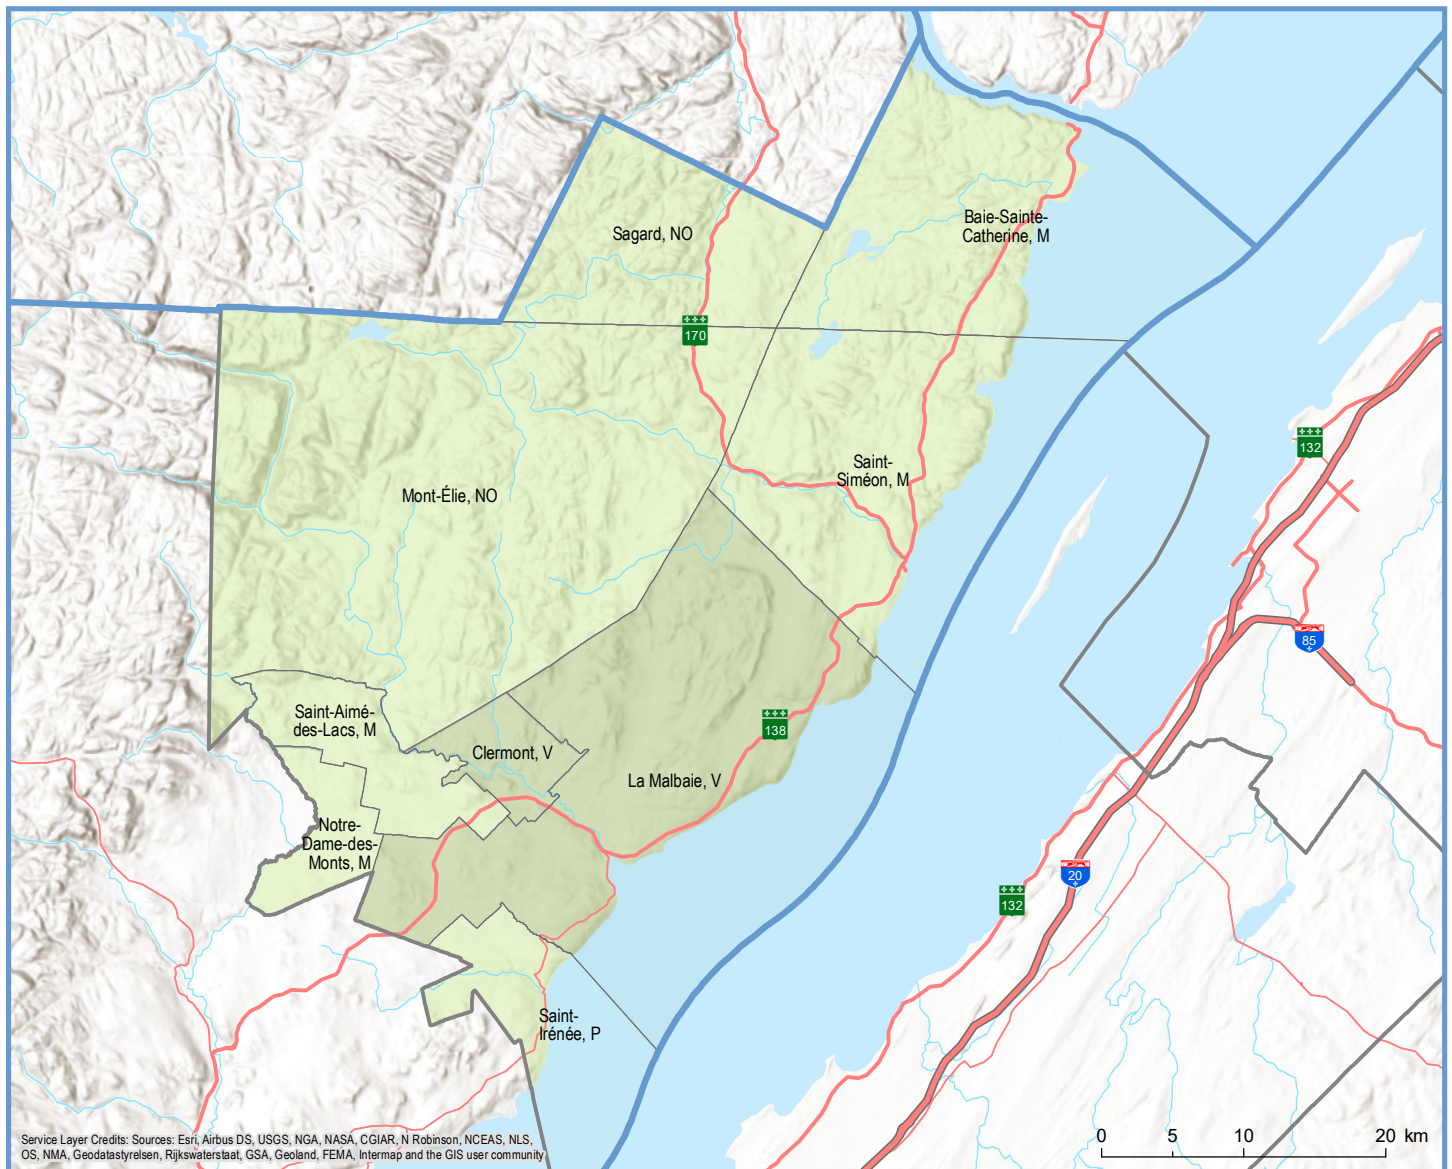 Baie-Sainte-
Catherine, M
Sagard, NO
170
132
Saint-
Siméon, M
Mont-Élie, NO
85
Saint-Aimé-
des-Lacs, M
138
Clermont, V
La Malbaie, V
Notre-
Dame-des-
Monts, M
20
132
Saint-
Irénée, P
0 5 10 20 km
Service Layer Credits: Sources: Esri, Airbus DS, USGS, NGA, NASA, CGIAR, N Robinson, NCEAS, NLS,
OS, NMA, Geodatastyrelsen, Rijkswaterstaat, GSA, Geoland, FEMA, Intermap and the GIS user community